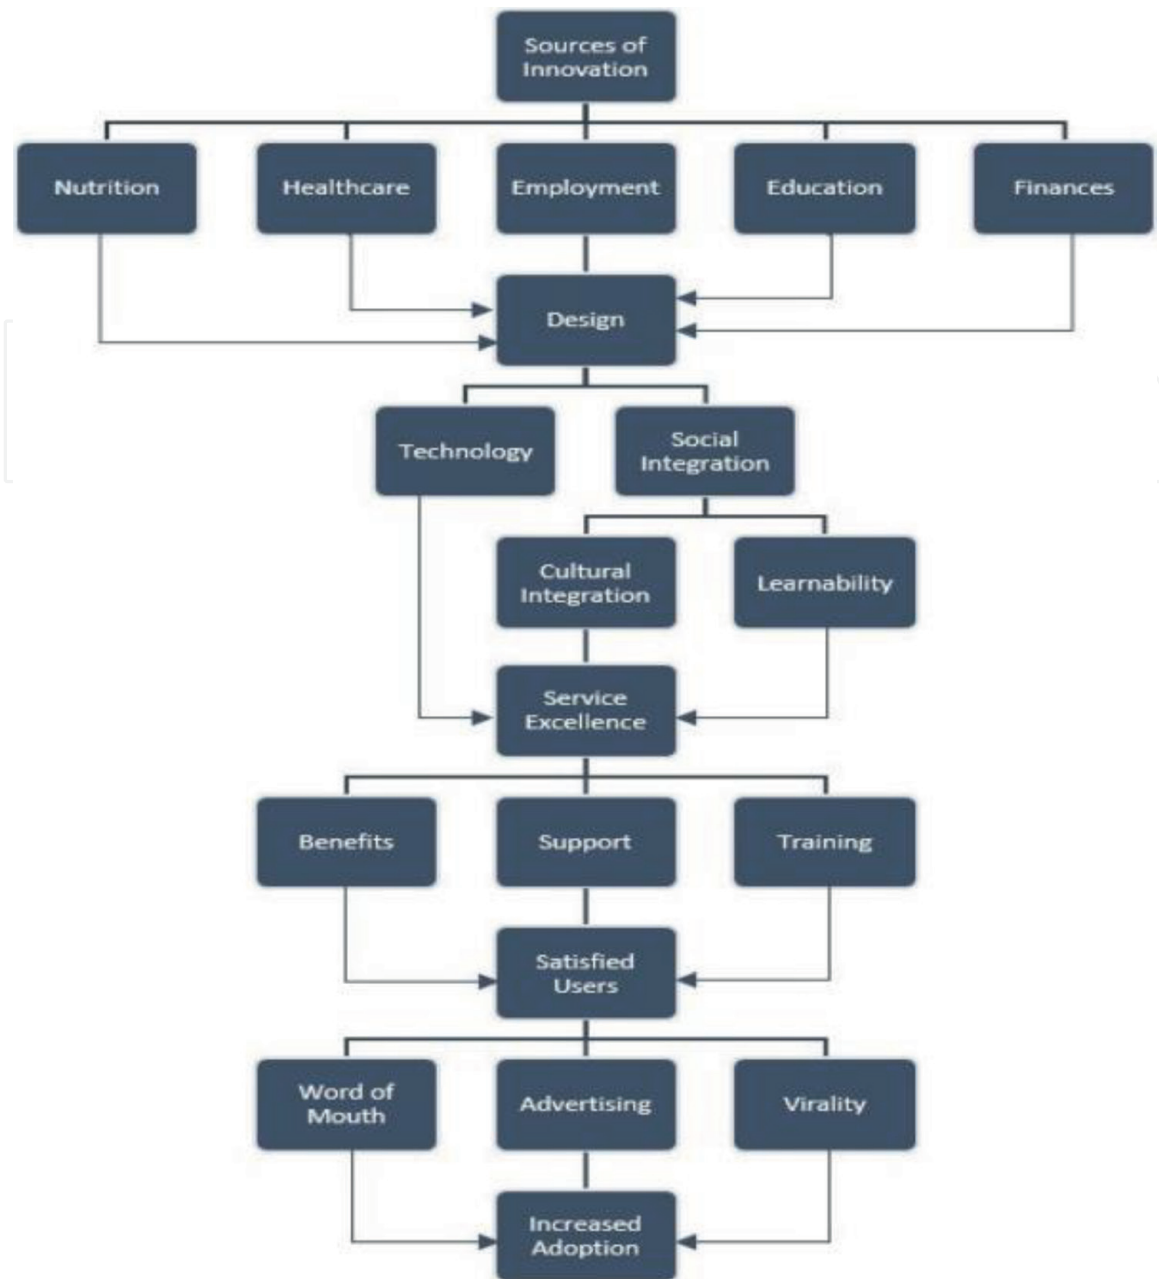 Sources of
Innovation
Nutrition
Healthcare
Employment
Education
Finances
Design
Technology
Social
Integration
Cultural
Integration
Learnability
Service
Excellence
Benefits
Support
Training
Satisfied
Users
Word of
Mouth
Advertising
Virality
Increased
Adoption